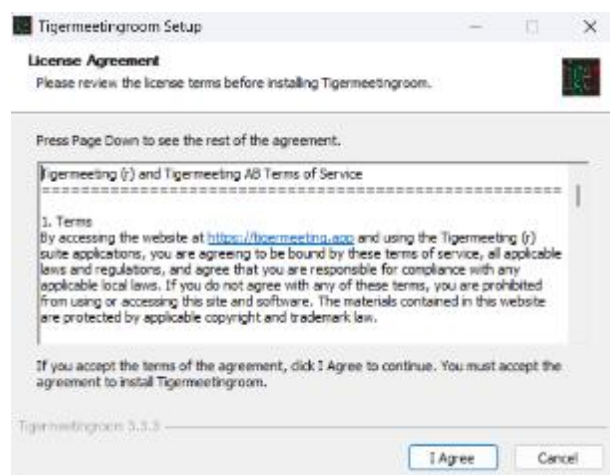 Tigermeetingroom Setup
License Agreement
Please review the license terms before installing Tigermeetingroom.
Press Page Down to see the rest of the agreement.
Tigermeeting (r) and Tigermeeting AB Terms of Service
==========================================================
1. Terms
By accessing the website at https://tigermeeting.app and using the Tigermeeting (r)
suite applications, you are agreeing to be bound by these terms of service, all applicable
laws and regulations, and agree that you are responsible for compliance with any
applicable local laws. If you do not agree with any of these terms, you are prohibited
from using or accessing this site and software. The materials contained in this website
are protected by applicable copyright and trademark law.
If you accept the terms of the agreement, click I Agree to continue. You must accept the
agreement to install Tigermeetingroom.
Tigermeetingroom 3.3.3
I Agree
Cancel